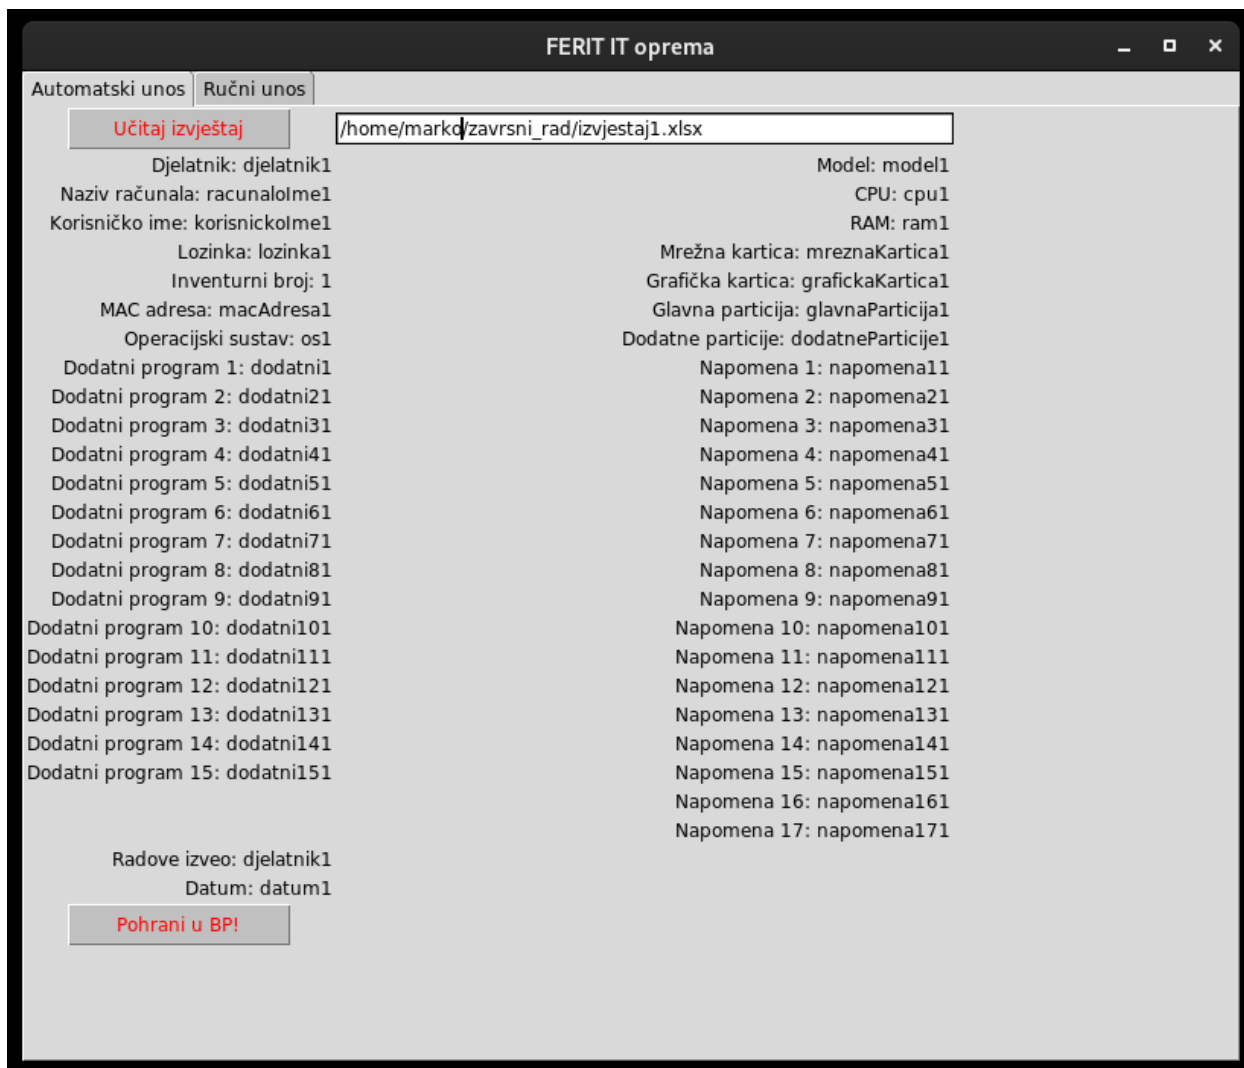 FERIT IT oprema
Automatski unos Ručni unos
Učitaj izvještaj /home/marko/zavrsni_rad/izvjestaj1.xlsx
Djelatnik: djelatnik1 Model: model1
Naziv računala: racunaloIme1 CPU: cpu1
Korisničko ime: korisnickoIme1 RAM: ram1
Lozinka: lozinka1 Mrežna kartica: mreznaKartica1
Inventurni broj: 1 Grafička kartica: grafickaKartica1
MAC adresa: macAdresa1 Glavna particija: glavnaParticija1
Operacijski sustav: os1 Dodatne particije: dodatneParticije1
Dodatni program 1: dodatni1 Napomena 1: napomena11
Dodatni program 2: dodatni21 Napomena 2: napomena21
Dodatni program 3: dodatni31 Napomena 3: napomena31
Dodatni program 4: dodatni41 Napomena 4: napomena41
Dodatni program 5: dodatni51 Napomena 5: napomena51
Dodatni program 6: dodatni61 Napomena 6: napomena61
Dodatni program 7: dodatni71 Napomena 7: napomena71
Dodatni program 8: dodatni81 Napomena 8: napomena81
Dodatni program 9: dodatni91 Napomena 9: napomena91
Dodatni program 10: dodatni101 Napomena 10: napomena101
Dodatni program 11: dodatni111 Napomena 11: napomena111
Dodatni program 12: dodatni121 Napomena 12: napomena121
Dodatni program 13: dodatni131 Napomena 13: napomena131
Dodatni program 14: dodatni141 Napomena 14: napomena141
Dodatni program 15: dodatni151 Napomena 15: napomena151
Napomena 16: napomena161
Napomena 17: napomena171
Radove izveo: djelatnik1
Datum: datum1
Pohrani u BP!